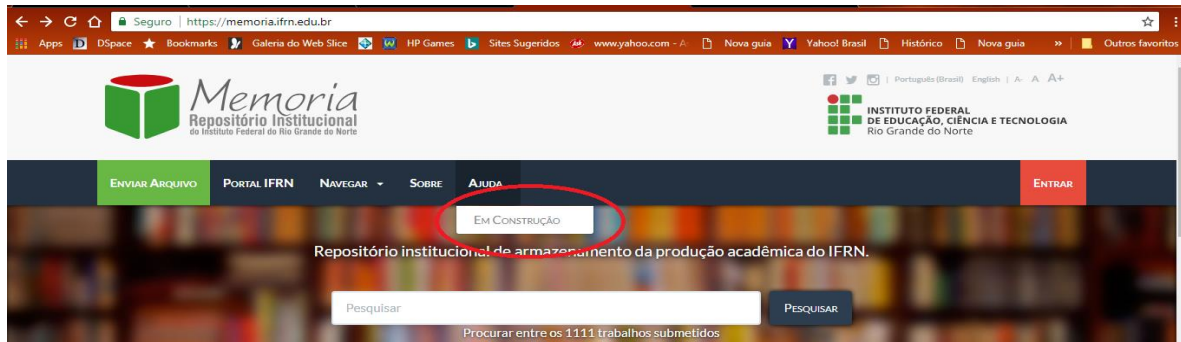 Seguro | https://memoria.ifrn.edu.br
Apps DSpace Bookmarks Galeria do Web Slice HP Games Sites Sugeridos www.yahoo.com - A Nova guia Yahoo! Brasil Histórico Nova guia » Outros favoritos
Memoria
Repositório Institucional
do Instituto Federal do Rio Grande do Norte
| Português (Brasil) English | A- A A+
INSTITUTO FEDERAL
DE EDUCAÇÃO, CIÊNCIA E TECNOLOGIA
Rio Grande do Norte
Enviar Arquivo Portal IFRN Navegar Sobre Ajuda Entrar
Em Construção
Repositório institucional de armazenamento da produção acadêmica do IFRN.
Pesquisar Pesquisar
Procurar entre os 1111 trabalhos submetidos